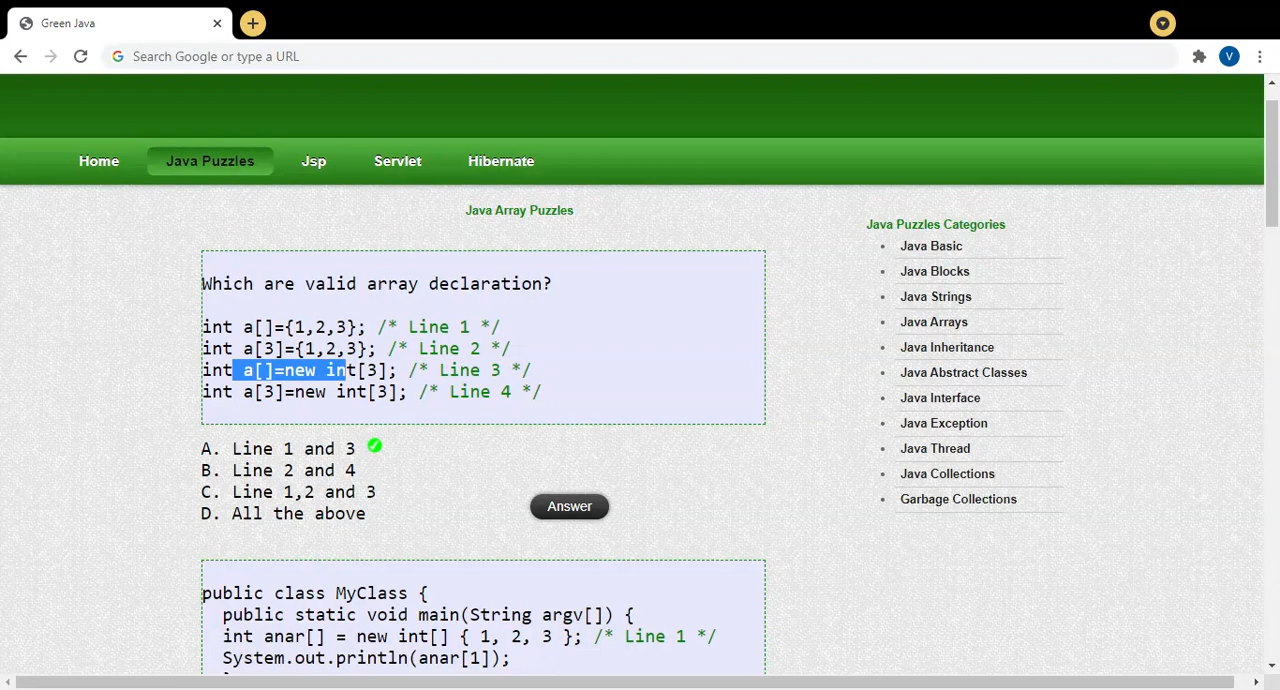 Green Java
Search Google or type a URL
V
Home Java Puzzles Jsp Servlet Hibernate
Java Array Puzzles
Which are valid array declaration?
int a[]={1,2,3}; /* Line 1 */
int a[3]={1,2,3}; /* Line 2 */
int a[]=new int[3]; /* Line 3 */
int a[3]=new int[3]; /* Line 4 */
A. Line 1 and 3
B. Line 2 and 4
C. Line 1,2 and 3
D. All the above
Answer
public class MyClass {
public static void main(String argv[]) {
int anar[] = new int[] { 1, 2, 3 }; /* Line 1 */
System.out.println(anar[1]);
Java Puzzles Categories
Java Basic
Java Blocks
Java Strings
Java Arrays
Java Inheritance
Java Abstract Classes
Java Interface
Java Exception
Java Thread
Java Collections
Garbage Collections